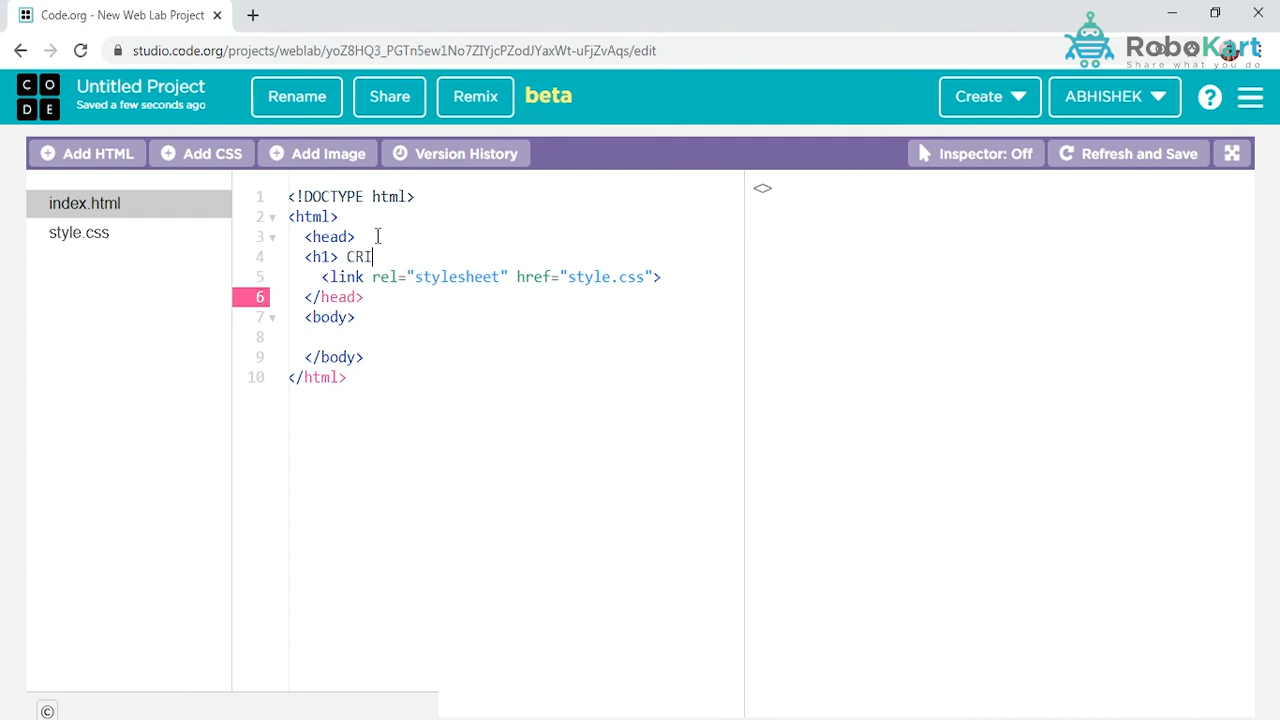 Code.org - New Web Lab Project
studio.code.org/projects/weblab/yoZ8HQ3_PGTn5ew1No7ZIYjcPZodJYaxWt-uFjZvAqs/edit
RoboKart
Share what you do
CODE
Untitled Project
Saved a few seconds ago
Rename
Share
Remix
beta
Create
ABHISHEK
?
Add HTML
Add CSS
Add Image
Version History
Inspector: Off
Refresh and Save
index.html
style.css
1 <!DOCTYPE html>
2 <html>
3 <head>
4 <h1> CRI
5 <link rel="stylesheet" href="style.css">
6 </head>
7 <body>
8
9 </body>
10 </html>
<>
©